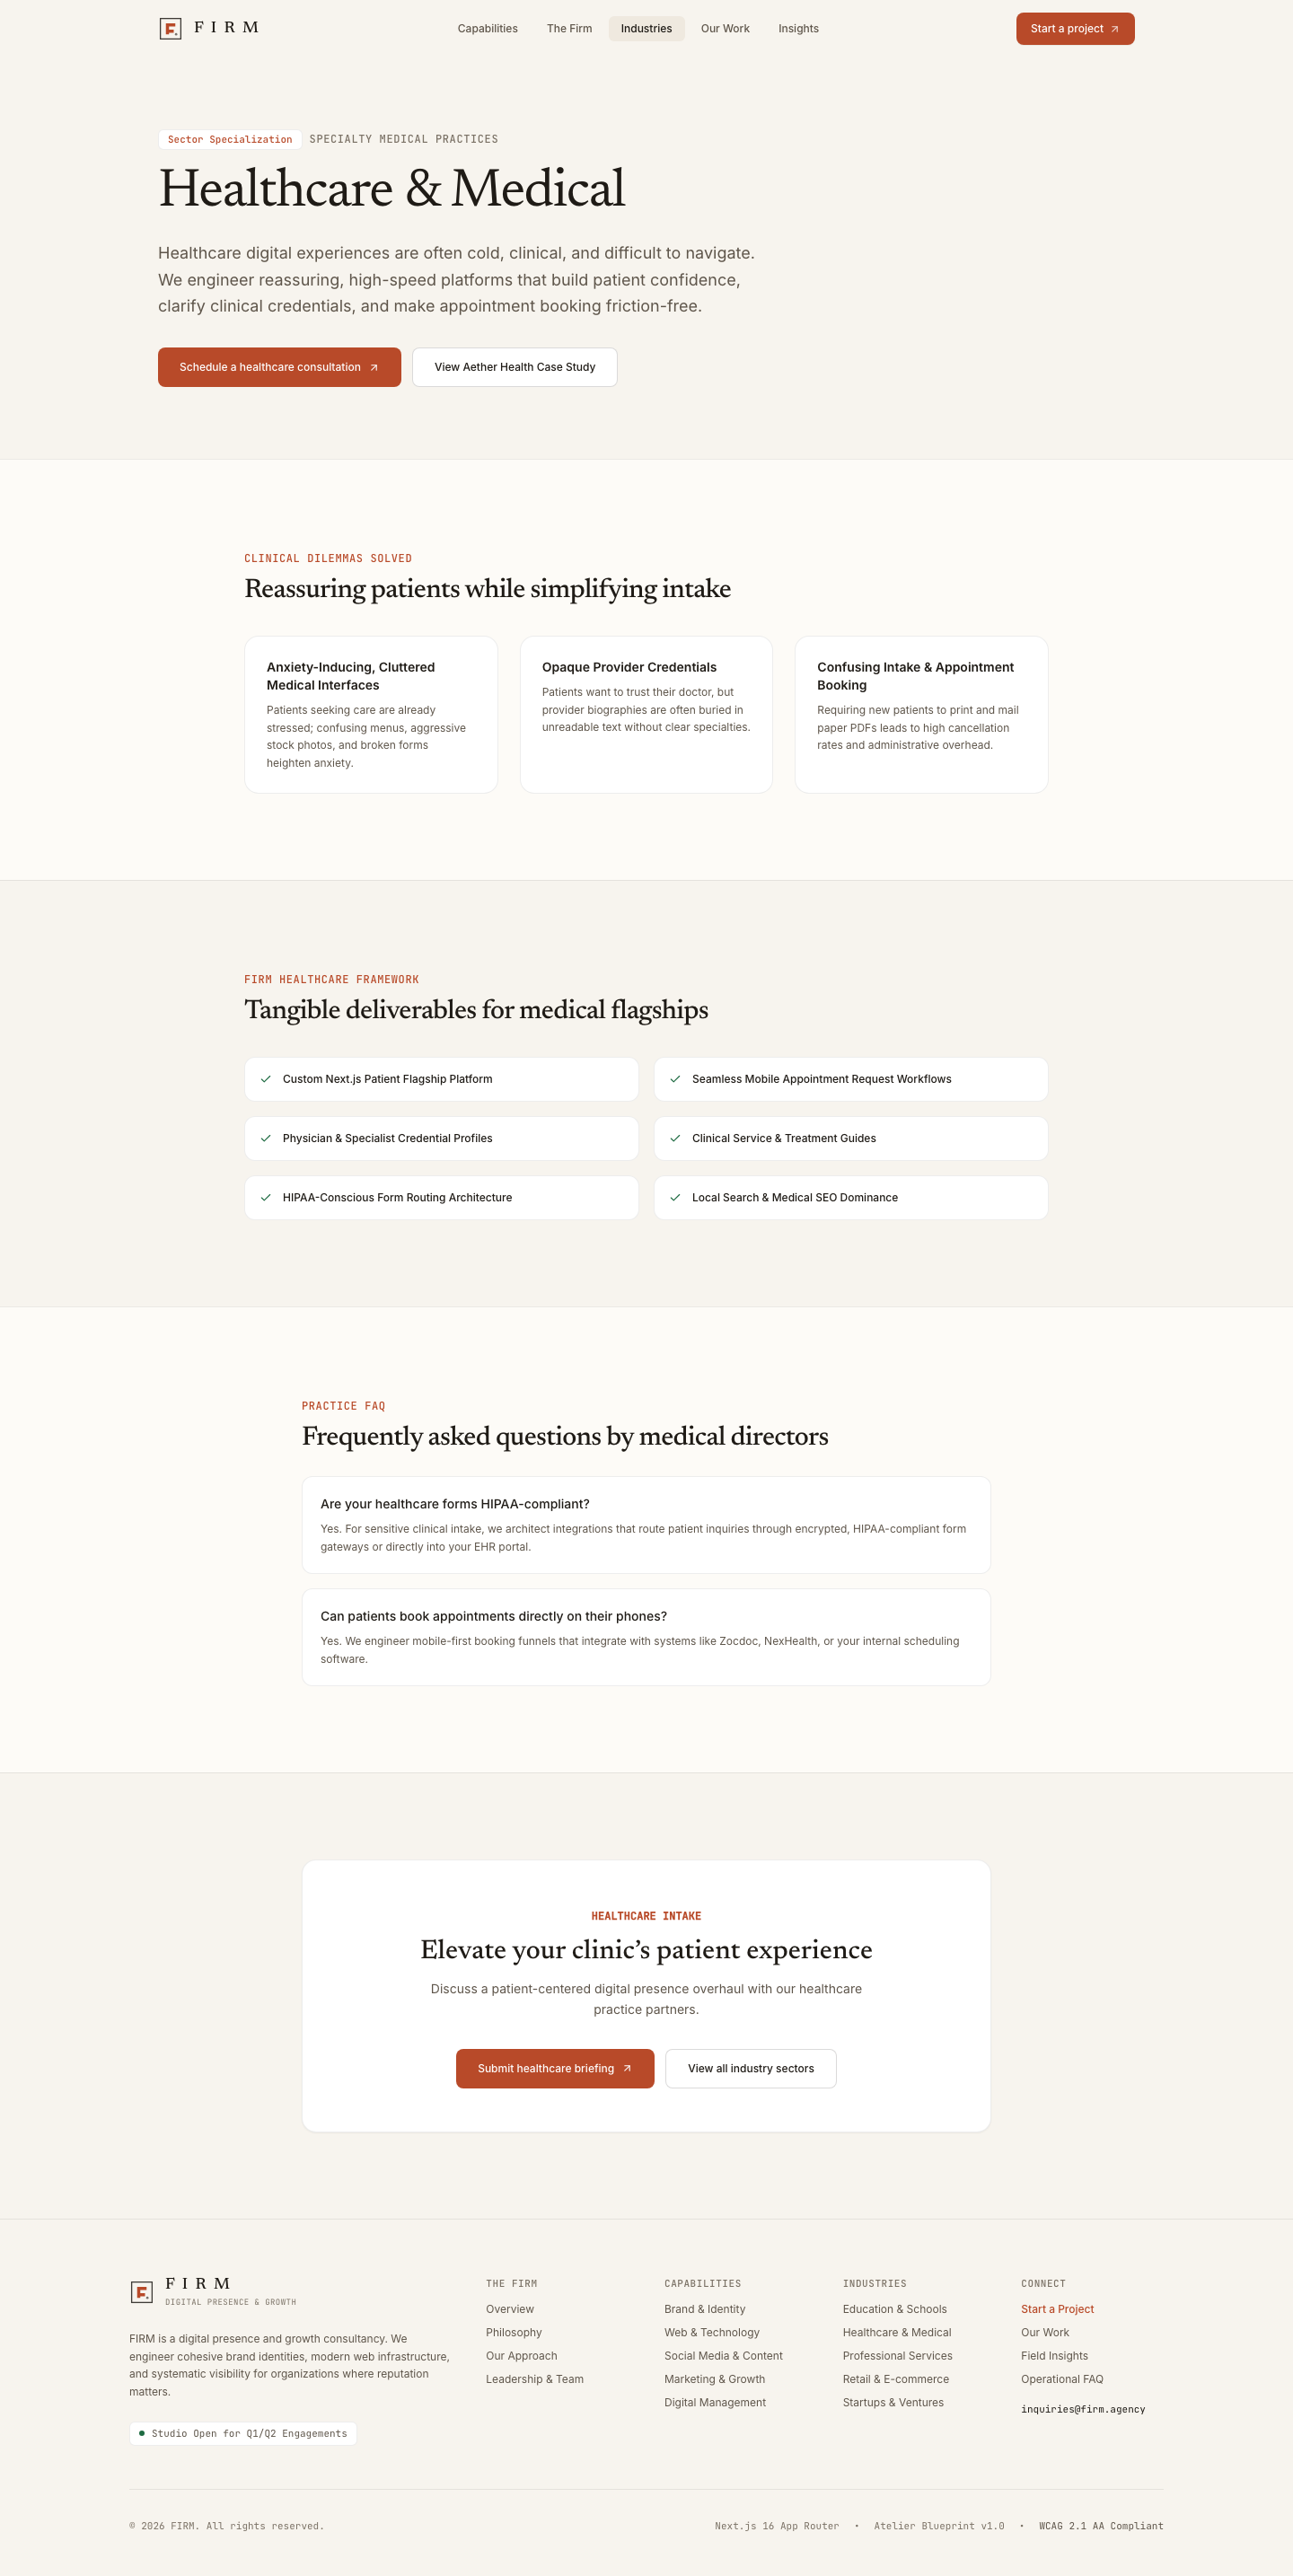 FIRM
Capabilities
The Firm
Industries
Our Work
Insights
Start a project
Sector Specialization
SPECIALTY MEDICAL PRACTICES
Healthcare & Medical
Healthcare digital experiences are often cold, clinical, and difficult to navigate.
We engineer reassuring, high-speed platforms that build patient confidence,
clarify clinical credentials, and make appointment booking friction-free.
Schedule a healthcare consultation
View Aether Health Case Study
CLINICAL DILEMMAS SOLVED
Reassuring patients while simplifying intake
Anxiety-Inducing, Cluttered
Medical Interfaces
Patients seeking care are already
stressed; confusing menus, aggressive
stock photos, and broken forms
heighten anxiety.
Opaque Provider Credentials
Patients want to trust their doctor, but
provider biographies are often buried in
unreadable text without clear specialties.
Confusing Intake & Appointment
Booking
Requiring new patients to print and mail
paper PDFs leads to high cancellation
rates and administrative overhead.
FIRM HEALTHCARE FRAMEWORK
Tangible deliverables for medical flagships
Custom Next.js Patient Flagship Platform
Seamless Mobile Appointment Request Workflows
Physician & Specialist Credential Profiles
Clinical Service & Treatment Guides
HIPAA-Conscious Form Routing Architecture
Local Search & Medical SEO Dominance
PRACTICE FAQ
Frequently asked questions by medical directors
Are your healthcare forms HIPAA-compliant?
Yes. For sensitive clinical intake, we architect integrations that route patient inquiries through encrypted, HIPAA-compliant form
gateways or directly into your EHR portal.
Can patients book appointments directly on their phones?
Yes. We engineer mobile-first booking funnels that integrate with systems like Zocdoc, NexHealth, or your internal scheduling
software.
HEALTHCARE INTAKE
Elevate your clinic’s patient experience
Discuss a patient-centered digital presence overhaul with our healthcare
practice partners.
Submit healthcare briefing
View all industry sectors
FIRM
DIGITAL PRESENCE & GROWTH
FIRM is a digital presence and growth consultancy. We
engineer cohesive brand identities, modern web infrastructure,
and systematic visibility for organizations where reputation
matters.
Studio Open for Q1/Q2 Engagements
THE FIRM
Overview
Philosophy
Our Approach
Leadership & Team
CAPABILITIES
Brand & Identity
Web & Technology
Social Media & Content
Marketing & Growth
Digital Management
INDUSTRIES
Education & Schools
Healthcare & Medical
Professional Services
Retail & E-commerce
Startups & Ventures
CONNECT
Start a Project
Our Work
Field Insights
Operational FAQ
inquiries@firm.agency
© 2026 FIRM. All rights reserved.
Next.js 16 App Router • Atelier Blueprint v1.0 • WCAG 2.1 AA Compliant